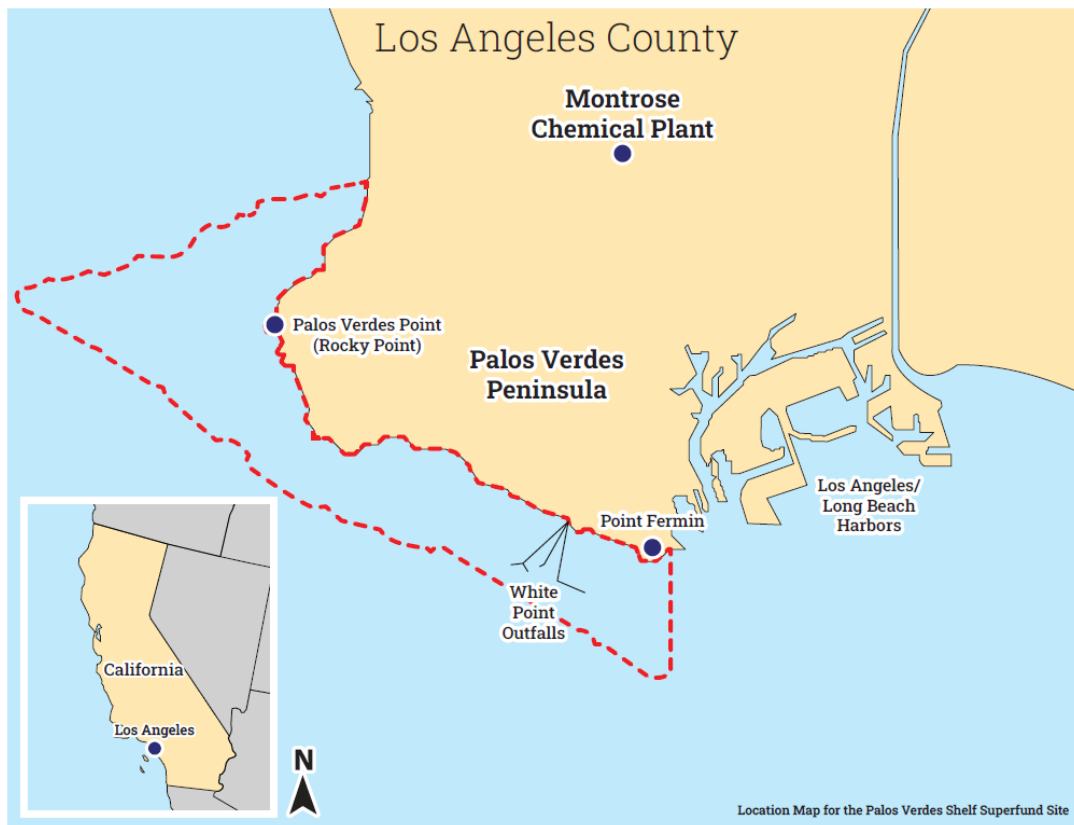 Los Angeles County
Montrose
Chemical Plant
Palos Verdes Point
(Rocky Point)
Palos Verdes
Peninsula
Los Angeles/
Long Beach
Harbors
Point Fermin
White
Point
Outfalls
California
Los Angeles
N
Location Map for the Palos Verdes Shelf Superfund Site